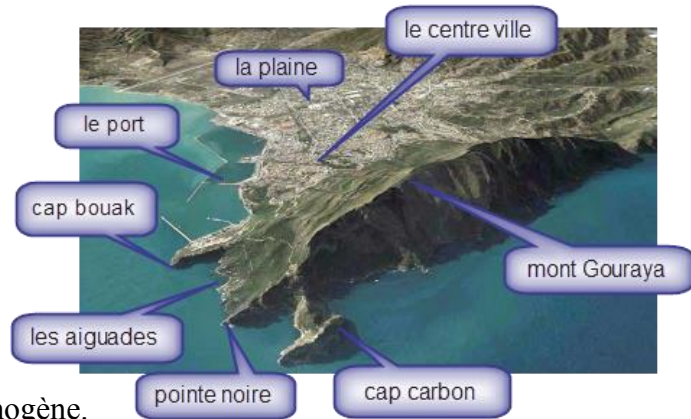 le centre ville
la plaine
le port
cap bouak
mont Gouraya
les aiguades
pointe noire
cap carbon